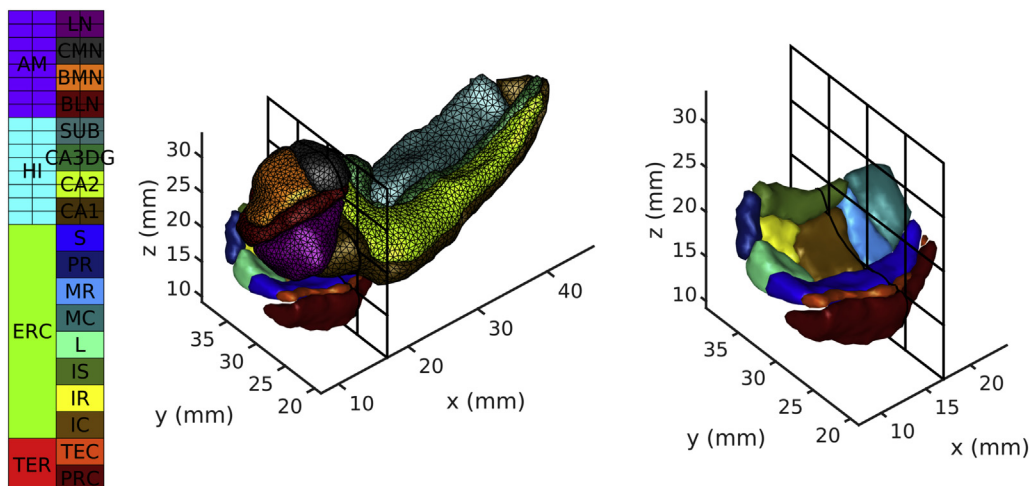 AM
LN
CMN
BMN
BLN
HI
SUB
CA3DG
CA2
CA1
ERC
S
PR
MR
MC
L
IS
IR
IC
TER
TEC
PRC
z (mm)
30
25
20
15
10
35
30
25
20
y (mm)
10
20
30
40
x (mm)
z (mm)
30
25
20
15
10
35
30
25
20
y (mm)
10
15
20
x (mm)